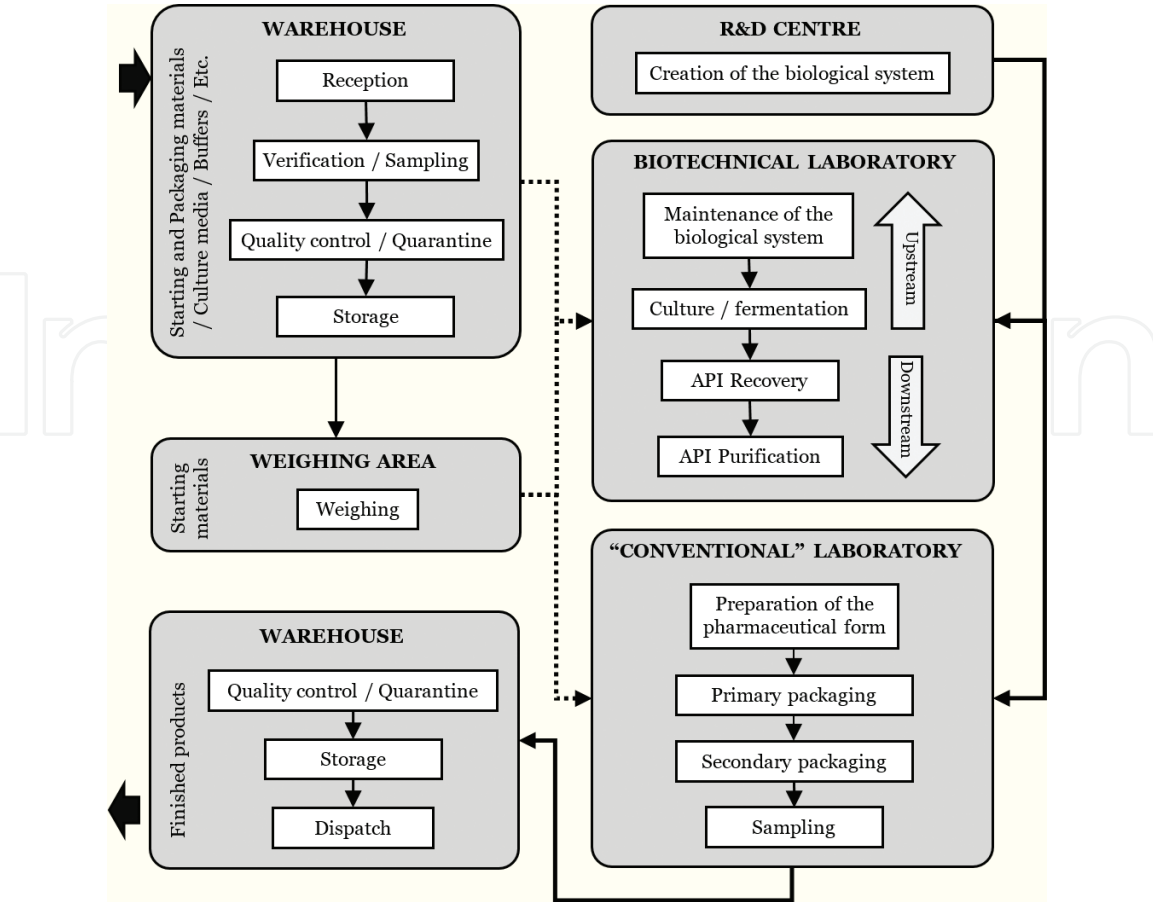 WAREHOUSE
Starting and Packaging materials
/ Culture media / Buffers / Etc.
Reception
Verification / Sampling
Quality control / Quarantine
Storage
WEIGHING AREA
Starting
materials
Weighing
WAREHOUSE
Finished products
Quality control / Quarantine
Storage
Dispatch
R&D CENTRE
Creation of the biological system
BIOTECHNICAL LABORATORY
Maintenance of the
biological system
Culture / fermentation
API Recovery
API Purification
Upstream
Downstream
“CONVENTIONAL” LABORATORY
Preparation of the
pharmaceutical form
Primary packaging
Secondary packaging
Sampling